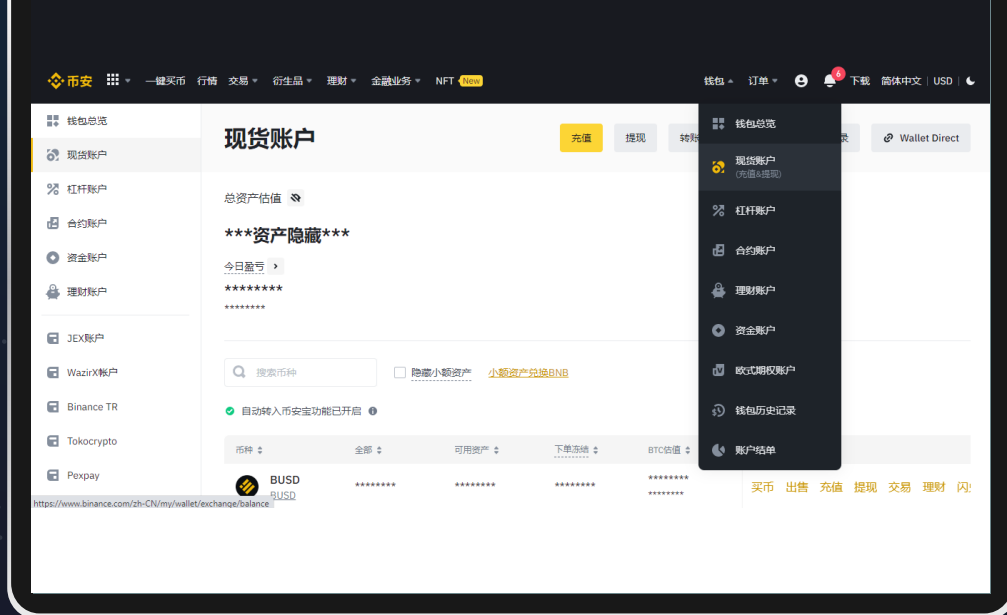 币安 一键买币 行情 交易 衍生品 理财 金融业务 NFT New 钱包 订单 6 下载 简体中文 USD
钱包总览
现货账户
杠杆账户
合约账户
资金账户
理财账户
JEX账户
WazirX帐户
Binance TR
Tokocrypto
Pexpay
https://www.binance.com/zh-CN/my/wallet/exchange/balance
现货账户
充值 提现 转账 录 Wallet Direct
总资产估值
***资产隐藏***
今日盈亏
********
********
搜索币种 隐藏小额资产 小额资产兑换BNB
自动转入币安宝功能已开启
币种 全部 可用资产 下单冻结 BTC估值
BUSD ******** ******** ******** ********
BUSD ********
买币 出售 充值 提现 交易 理财 闪
钱包总览
现货账户
(充值&提现)
杠杆账户
合约账户
理财账户
资金账户
欧式期权账户
钱包历史记录
账户结单